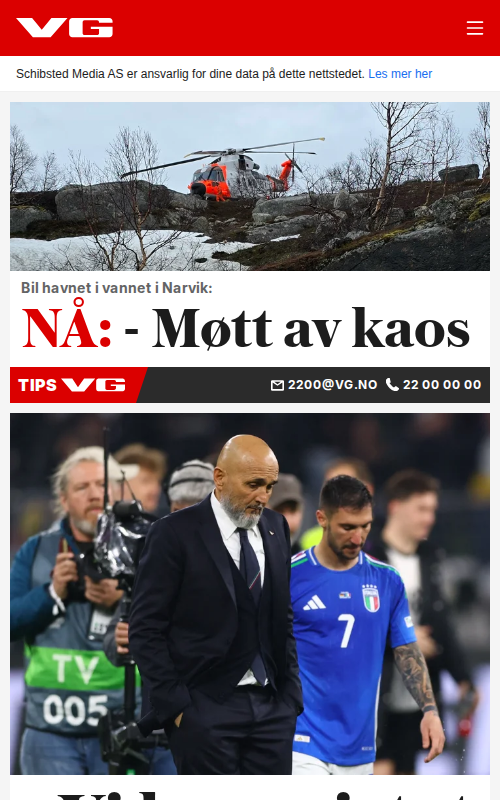 VG
Schibsted Media AS er ansvarlig for dine data på dette nettstedet. Les mer her
Bil havnet i vannet i Narvik:
NÅ: - Møtt av kaos
TIPS VG 2200@VG.NO 22 00 00 00
7
TV
005